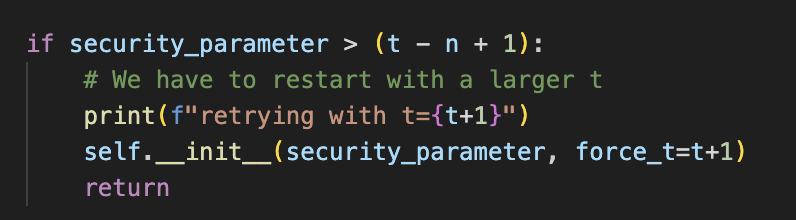 if security_parameter > (t - n + 1):
    # We have to restart with a larger t
    print(f"retrying with t={t+1}")
    self.__init__(security_parameter, force_t=t+1)
    return